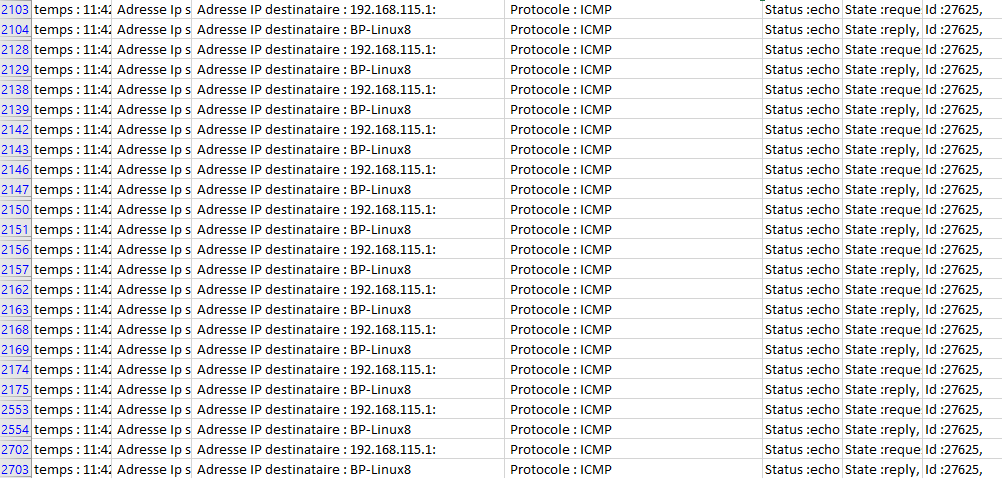 2103 temps : 11:42 Adresse Ip s Adresse IP destinataire : 192.168.115.1: Protocole : ICMP Status :echo State :reque Id :27625,
2104 temps : 11:42 Adresse Ip s Adresse IP destinataire : BP-Linux8 Protocole : ICMP Status :echo State :reply, Id :27625,
2128 temps : 11:42 Adresse Ip s Adresse IP destinataire : 192.168.115.1: Protocole : ICMP Status :echo State :reque Id :27625,
2129 temps : 11:42 Adresse Ip s Adresse IP destinataire : BP-Linux8 Protocole : ICMP Status :echo State :reply, Id :27625,
2138 temps : 11:42 Adresse Ip s Adresse IP destinataire : 192.168.115.1: Protocole : ICMP Status :echo State :reque Id :27625,
2139 temps : 11:42 Adresse Ip s Adresse IP destinataire : BP-Linux8 Protocole : ICMP Status :echo State :reply, Id :27625,
2142 temps : 11:42 Adresse Ip s Adresse IP destinataire : 192.168.115.1: Protocole : ICMP Status :echo State :reque Id :27625,
2143 temps : 11:42 Adresse Ip s Adresse IP destinataire : BP-Linux8 Protocole : ICMP Status :echo State :reply, Id :27625,
2146 temps : 11:42 Adresse Ip s Adresse IP destinataire : 192.168.115.1: Protocole : ICMP Status :echo State :reque Id :27625,
2147 temps : 11:42 Adresse Ip s Adresse IP destinataire : BP-Linux8 Protocole : ICMP Status :echo State :reply, Id :27625,
2150 temps : 11:42 Adresse Ip s Adresse IP destinataire : 192.168.115.1: Protocole : ICMP Status :echo State :reque Id :27625,
2151 temps : 11:42 Adresse Ip s Adresse IP destinataire : BP-Linux8 Protocole : ICMP Status :echo State :reply, Id :27625,
2156 temps : 11:42 Adresse Ip s Adresse IP destinataire : 192.168.115.1: Protocole : ICMP Status :echo State :reque Id :27625,
2157 temps : 11:42 Adresse Ip s Adresse IP destinataire : BP-Linux8 Protocole : ICMP Status :echo State :reply, Id :27625,
2162 temps : 11:42 Adresse Ip s Adresse IP destinataire : 192.168.115.1: Protocole : ICMP Status :echo State :reque Id :27625,
2163 temps : 11:42 Adresse Ip s Adresse IP destinataire : BP-Linux8 Protocole : ICMP Status :echo State :reply, Id :27625,
2168 temps : 11:42 Adresse Ip s Adresse IP destinataire : 192.168.115.1: Protocole : ICMP Status :echo State :reque Id :27625,
2169 temps : 11:42 Adresse Ip s Adresse IP destinataire : BP-Linux8 Protocole : ICMP Status :echo State :reply, Id :27625,
2174 temps : 11:42 Adresse Ip s Adresse IP destinataire : 192.168.115.1: Protocole : ICMP Status :echo State :reque Id :27625,
2175 temps : 11:42 Adresse Ip s Adresse IP destinataire : BP-Linux8 Protocole : ICMP Status :echo State :reply, Id :27625,
2553 temps : 11:42 Adresse Ip s Adresse IP destinataire : 192.168.115.1: Protocole : ICMP Status :echo State :reque Id :27625,
2554 temps : 11:42 Adresse Ip s Adresse IP destinataire : BP-Linux8 Protocole : ICMP Status :echo State :reply, Id :27625,
2702 temps : 11:42 Adresse Ip s Adresse IP destinataire : 192.168.115.1: Protocole : ICMP Status :echo State :reque Id :27625,
2703 temps : 11:42 Adresse Ip s Adresse IP destinataire : BP-Linux8 Protocole : ICMP Status :echo State :reply, Id :27625,